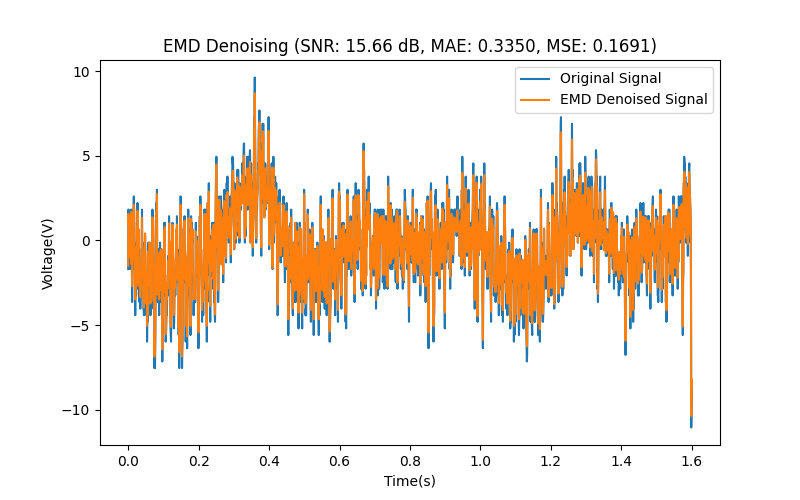 EMD Denoising (SNR: 15.66 dB, MAE: 0.3350, MSE: 0.1691)
Original Signal
EMD Denoised Signal
Voltage(V)
10
5
0
−5
−10
0.0 0.2 0.4 0.6 0.8 1.0 1.2 1.4 1.6
Time(s)